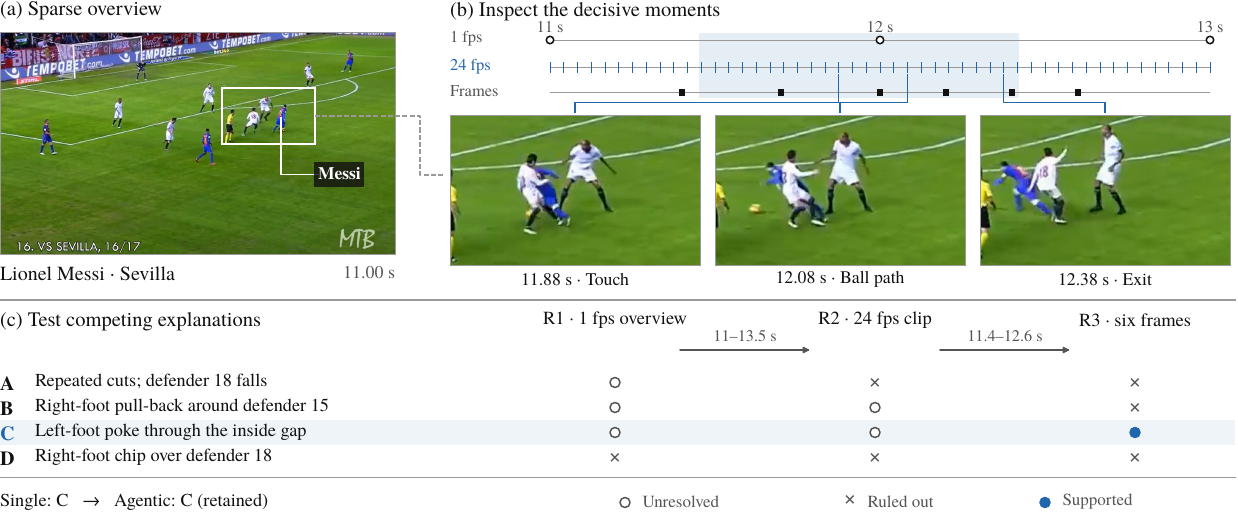 (a) Sparse overview
TEMPOBET.com
TEMPOBET.com
TEMPOBET.com
Messi
16. VS SEVILLA, 16/17
MTB
Lionel Messi · Sevilla
11.00 s
(b) Inspect the decisive moments
11 s
12 s
13 s
1 fps
24 fps
Frames
18
11.88 s · Touch
12.08 s · Ball path
12.38 s · Exit
(c) Test competing explanations
R1 · 1 fps overview
R2 · 24 fps clip
R3 · six frames
11–13.5 s
11.4–12.6 s
A Repeated cuts; defender 18 falls ○ × ×
B Right-foot pull-back around defender 15 ○ ○ ×
C Left-foot poke through the inside gap ○ ○ ●
D Right-foot chip over defender 18 × × ×
Single: C → Agentic: C (retained)
○ Unresolved
× Ruled out
● Supported